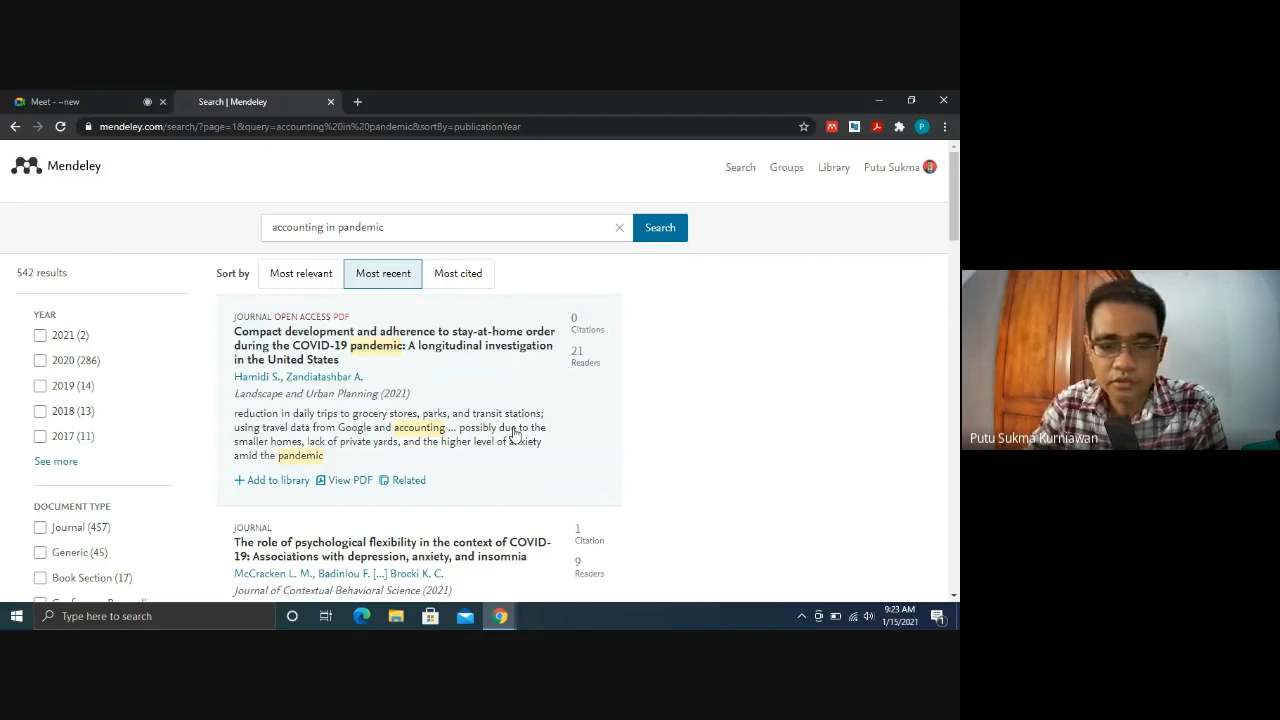 Meet - ~new
Search | Mendeley
mendeley.com/search/?page=1&query=accounting%20in%20pandemic&sortBy=publicationYear
P
Mendeley
Search Groups Library Putu Sukma
accounting in pandemic
Search
542 results
Sort by Most relevant Most recent Most cited
YEAR
2021 (2)
2020 (286)
2019 (14)
2018 (13)
2017 (11)
See more
DOCUMENT TYPE
Journal (457)
Generic (45)
Book Section (17)
JOURNAL OPEN ACCESS PDF
Compact development and adherence to stay-at-home order
during the COVID-19 pandemic: A longitudinal investigation
in the United States
Hamidi S., Zandiatashbar A.
Landscape and Urban Planning (2021)
reduction in daily trips to grocery stores, parks, and transit stations;
using travel data from Google and accounting ... possibly due to the
smaller homes, lack of private yards, and the higher level of anxiety
amid the pandemic
Add to library View PDF Related
0
Citations
21
Readers
JOURNAL
The role of psychological flexibility in the context of COVID-
19: Associations with depression, anxiety, and insomnia
McCracken L. M., Badinlou F. [...] Brocki K. C.
Journal of Contextual Behavioral Science (2021)
1
Citation
9
Readers
Type here to search
9:23 AM
1/15/2021
1
Putu Sukma Kurniawan